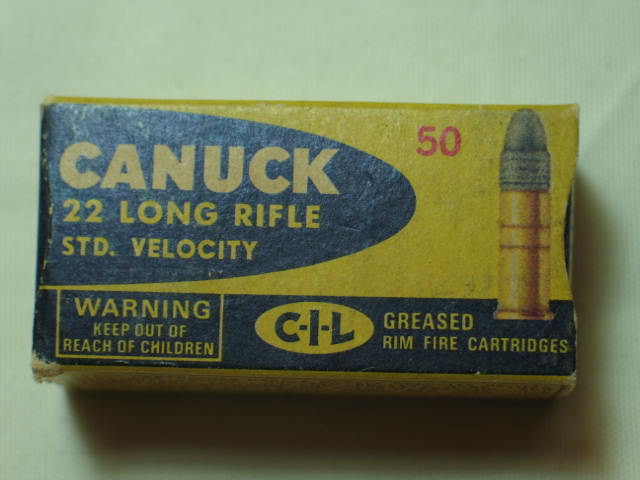 CANUCK
22 LONG RIFLE
STD. VELOCITY
50
WARNING
KEEP OUT OF
REACH OF CHILDREN
C-I-L
GREASED
RIM FIRE CARTRIDGES